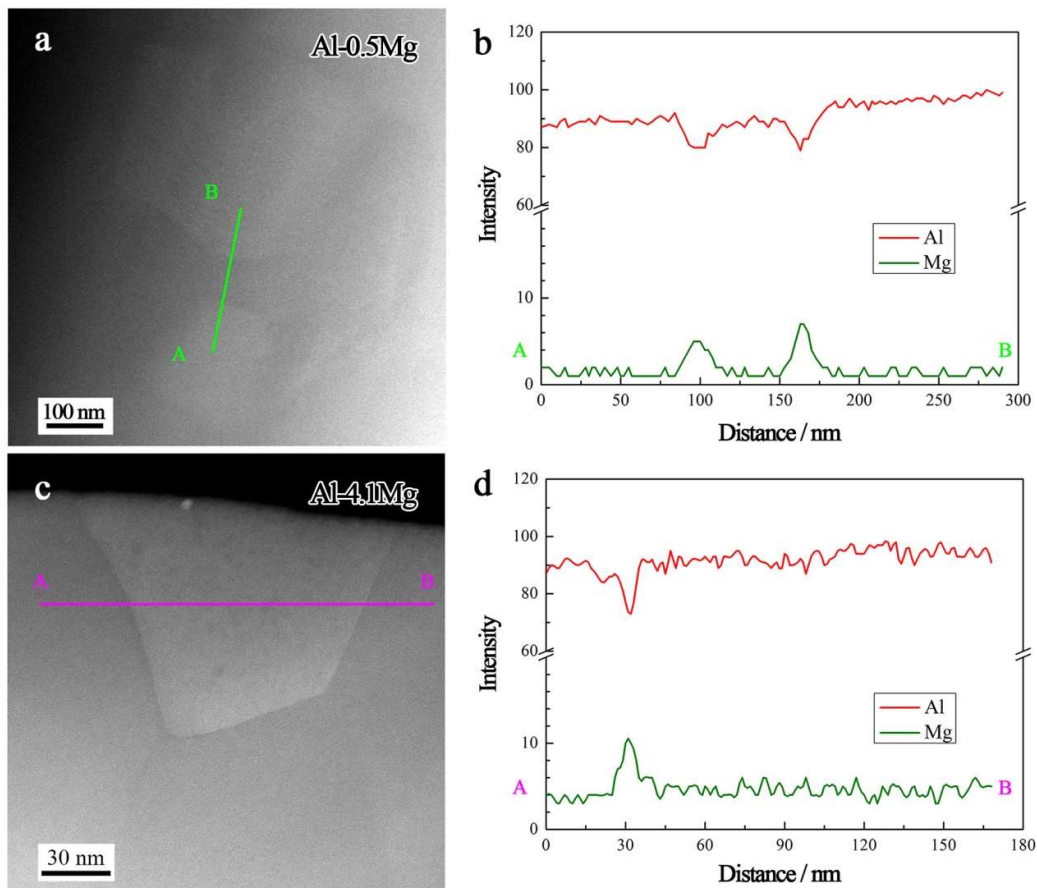 a
Al-0.5Mg
B
A
100 nm
b
120
100
80
60
10
0
Intensity
Al
Mg
A
B
0 50 100 150 200 250 300
Distance / nm
c
Al-4.1Mg
A
B
30 nm
d
120
100
80
60
10
0
Intensity
Al
Mg
A
B
0 30 60 90 120 150 180
Distance / nm